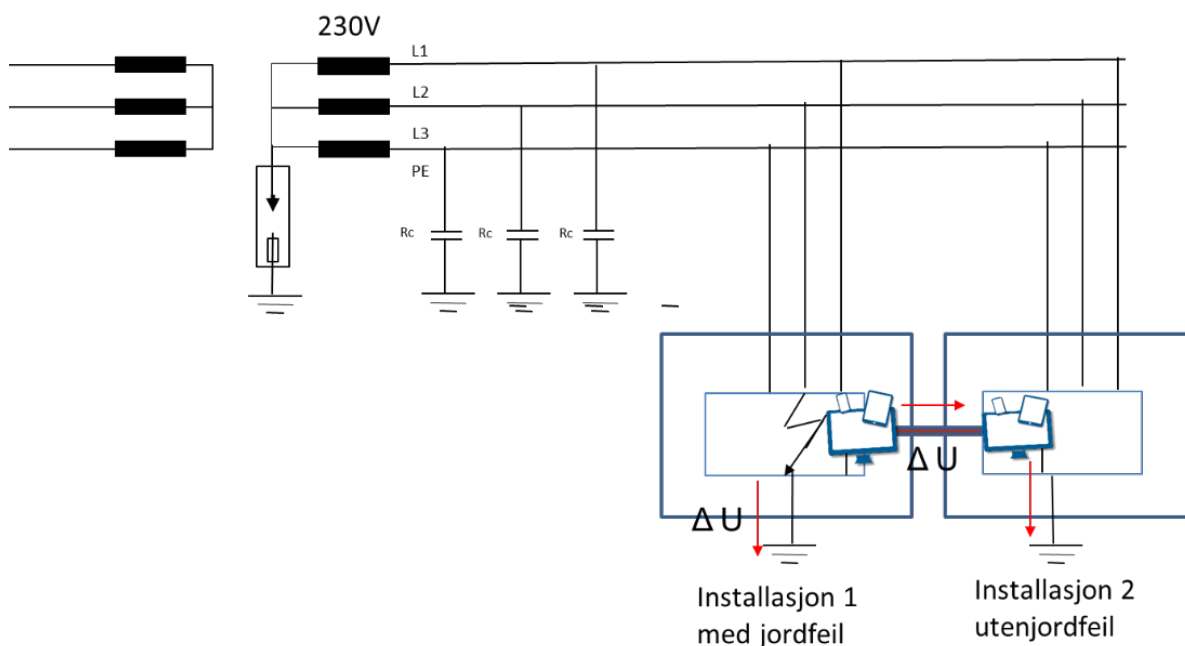 230V
L1
L2
L3
PE
Rc
Rc
Rc
Δ U
Δ U
Installasjon 1
med jordfeil
Installasjon 2
utenjordfeil